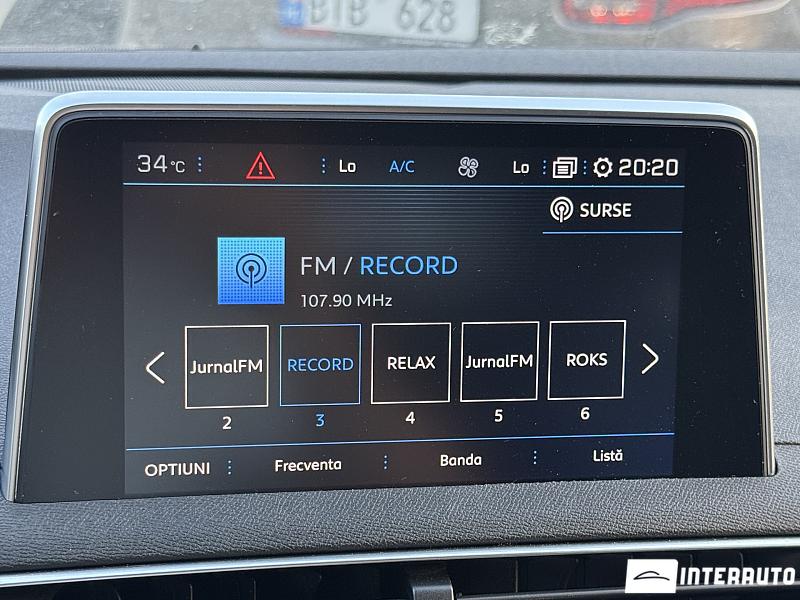 BTB 628
34°C Lo A/C Lo 20:20
SURSE
FM / RECORD
107.90 MHz
JurnalFM RECORD RELAX JurnalFM ROKS
2 3 4 5 6
OPTIUNI Frecventa Banda Listă
INTERAUTO